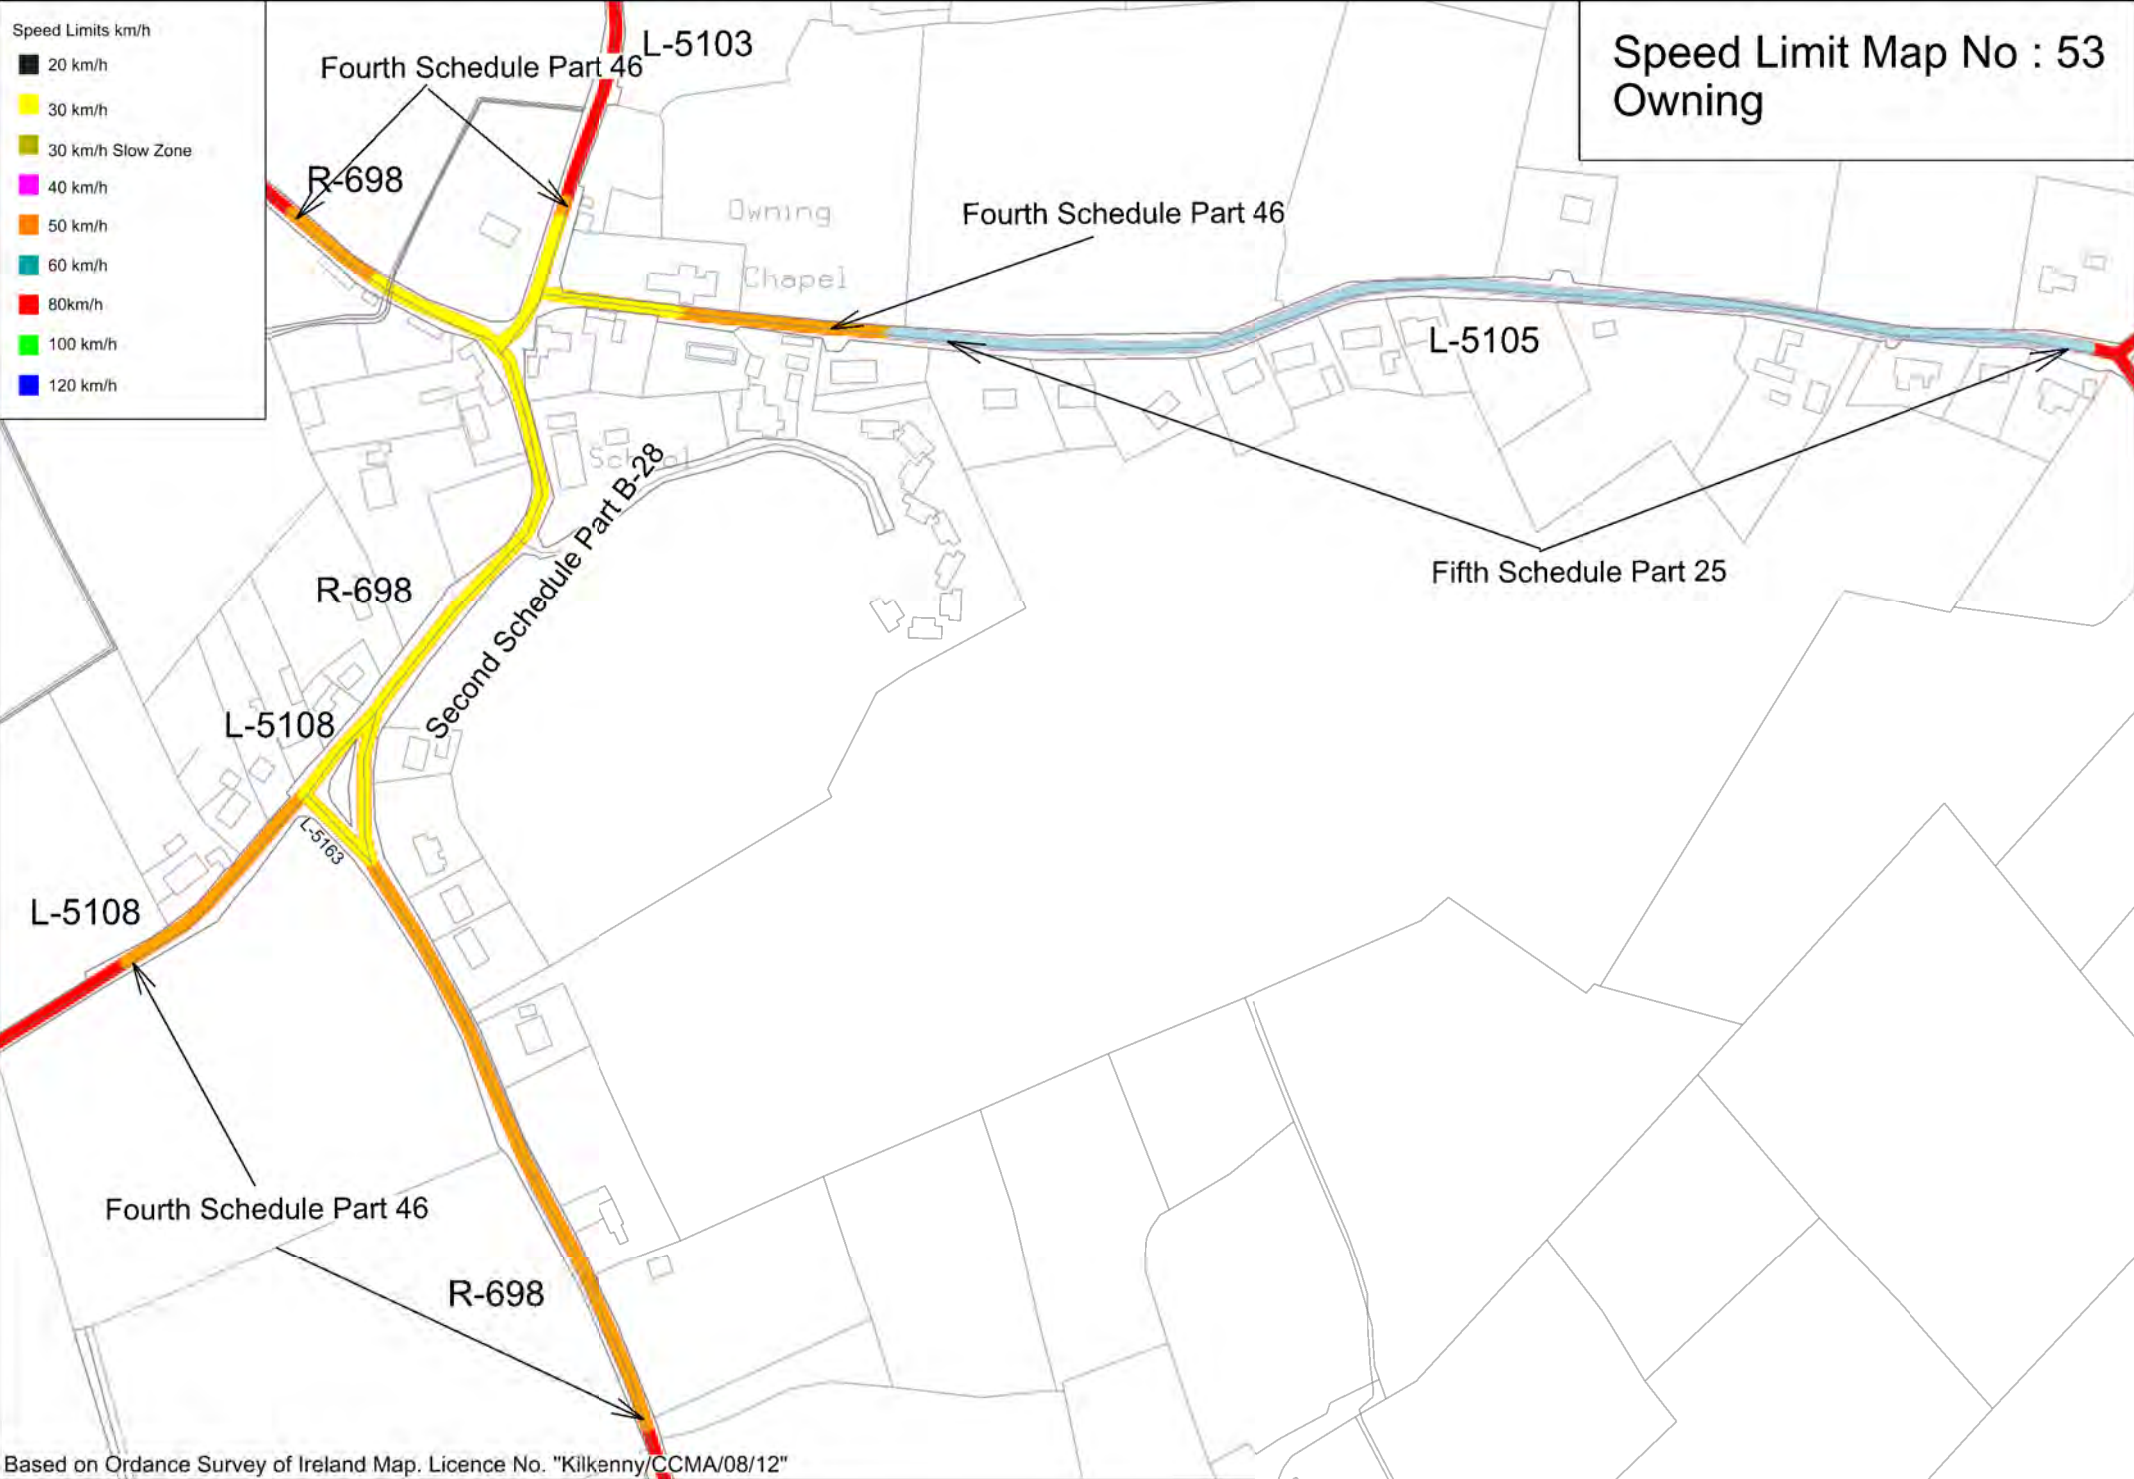 Speed Limits km/h
20 km/h
30 km/h
30 km/h Slow Zone
40 km/h
50 km/h
60 km/h
80km/h
100 km/h
120 km/h
Speed Limit Map No : 53
Owning
L-5103
Fourth Schedule Part 46
R-698
Owning
Chapel
Fourth Schedule Part 46
L-5105
School
Second Schedule Part B-28
Fifth Schedule Part 25
R-698
L-5108
L-5163
L-5108
Fourth Schedule Part 46
R-698
Based on Ordance Survey of Ireland Map. Licence No. "Kilkenny/CCMA/08/12"